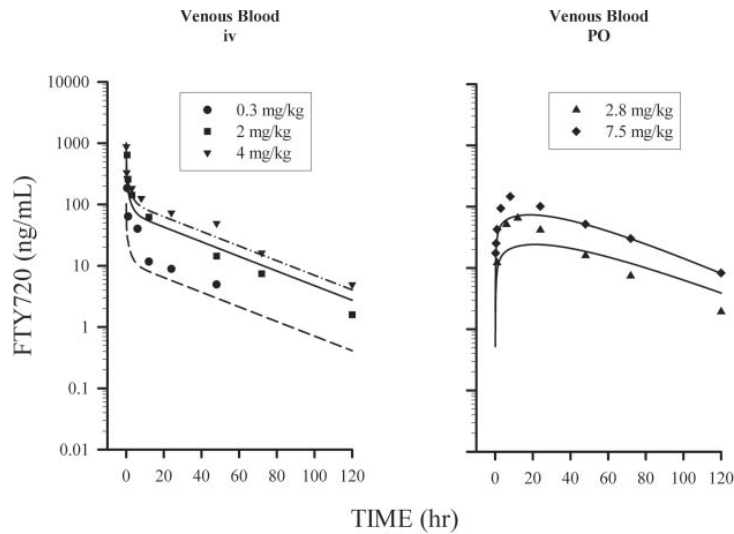 Venous Blood
iv
Venous Blood
PO
0.3 mg/kg
2 mg/kg
4 mg/kg
2.8 mg/kg
7.5 mg/kg
FTY720 (ng/mL)
10000
1000
100
10
1
0.1
0.01
0 20 40 60 80 100 120
0 20 40 60 80 100 120
TIME (hr)